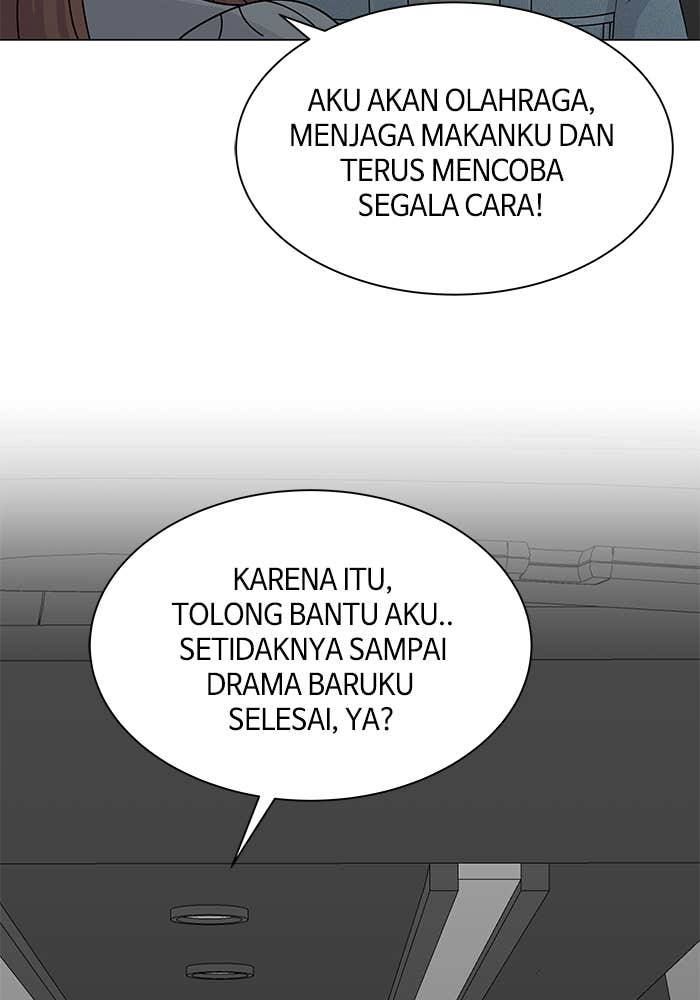 AKU AKAN OLAHRAGA,
MENJAGA MAKANKU DAN
TERUS MENCOBA
SEGALA CARA!
KARENA ITU,
TOLONG BANTU AKU..
SETIDAKNYA SAMPAI
DRAMA BARUKU
SELESAI, YA?